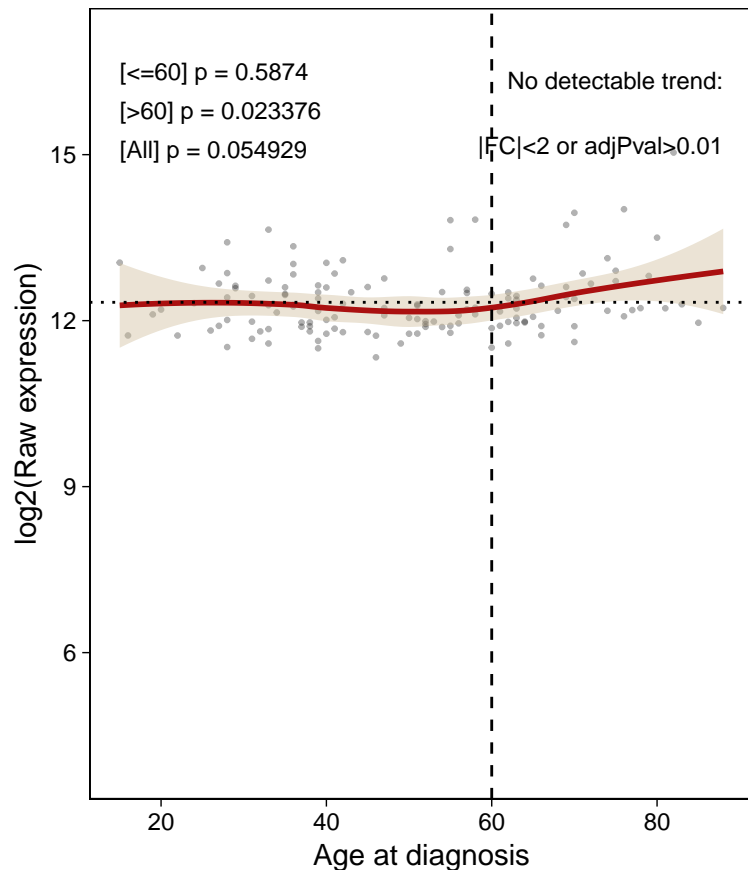 [<=60] p = 0.5874
[>60] p = 0.023376
[All] p = 0.054929
No detectable trend:
|FC|<2 or adjPval>0.01
15
12
9
6
log2(Raw expression)
20
40
60
80
Age at diagnosis